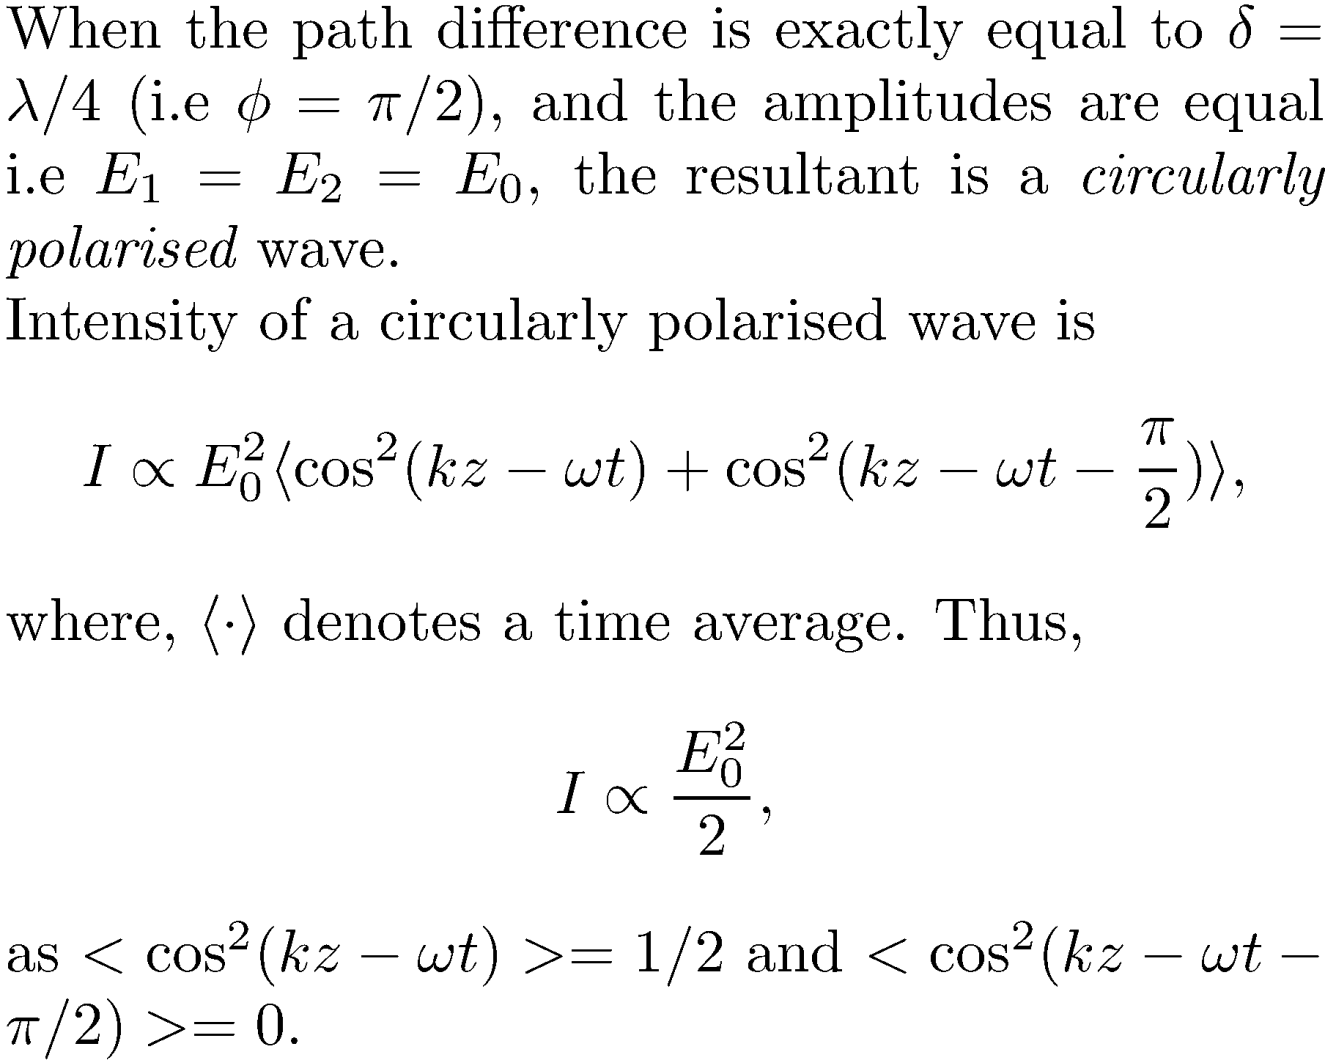 When the path difference is exactly equal to δ =
λ/4 (i.e ϕ = π/2), and the amplitudes are equal
i.e E₁ = E₂ = E₀, the resultant is a circularly
polarised wave.
Intensity of a circularly polarised wave is
I ∝ E₀²⟨cos²(kz − ωt) + cos²(kz − ωt − π/2)⟩,
where, ⟨·⟩ denotes a time average. Thus,
I ∝ E₀²/2,
as < cos²(kz − ωt) >= 1/2 and < cos²(kz − ωt −
π/2) >= 0.